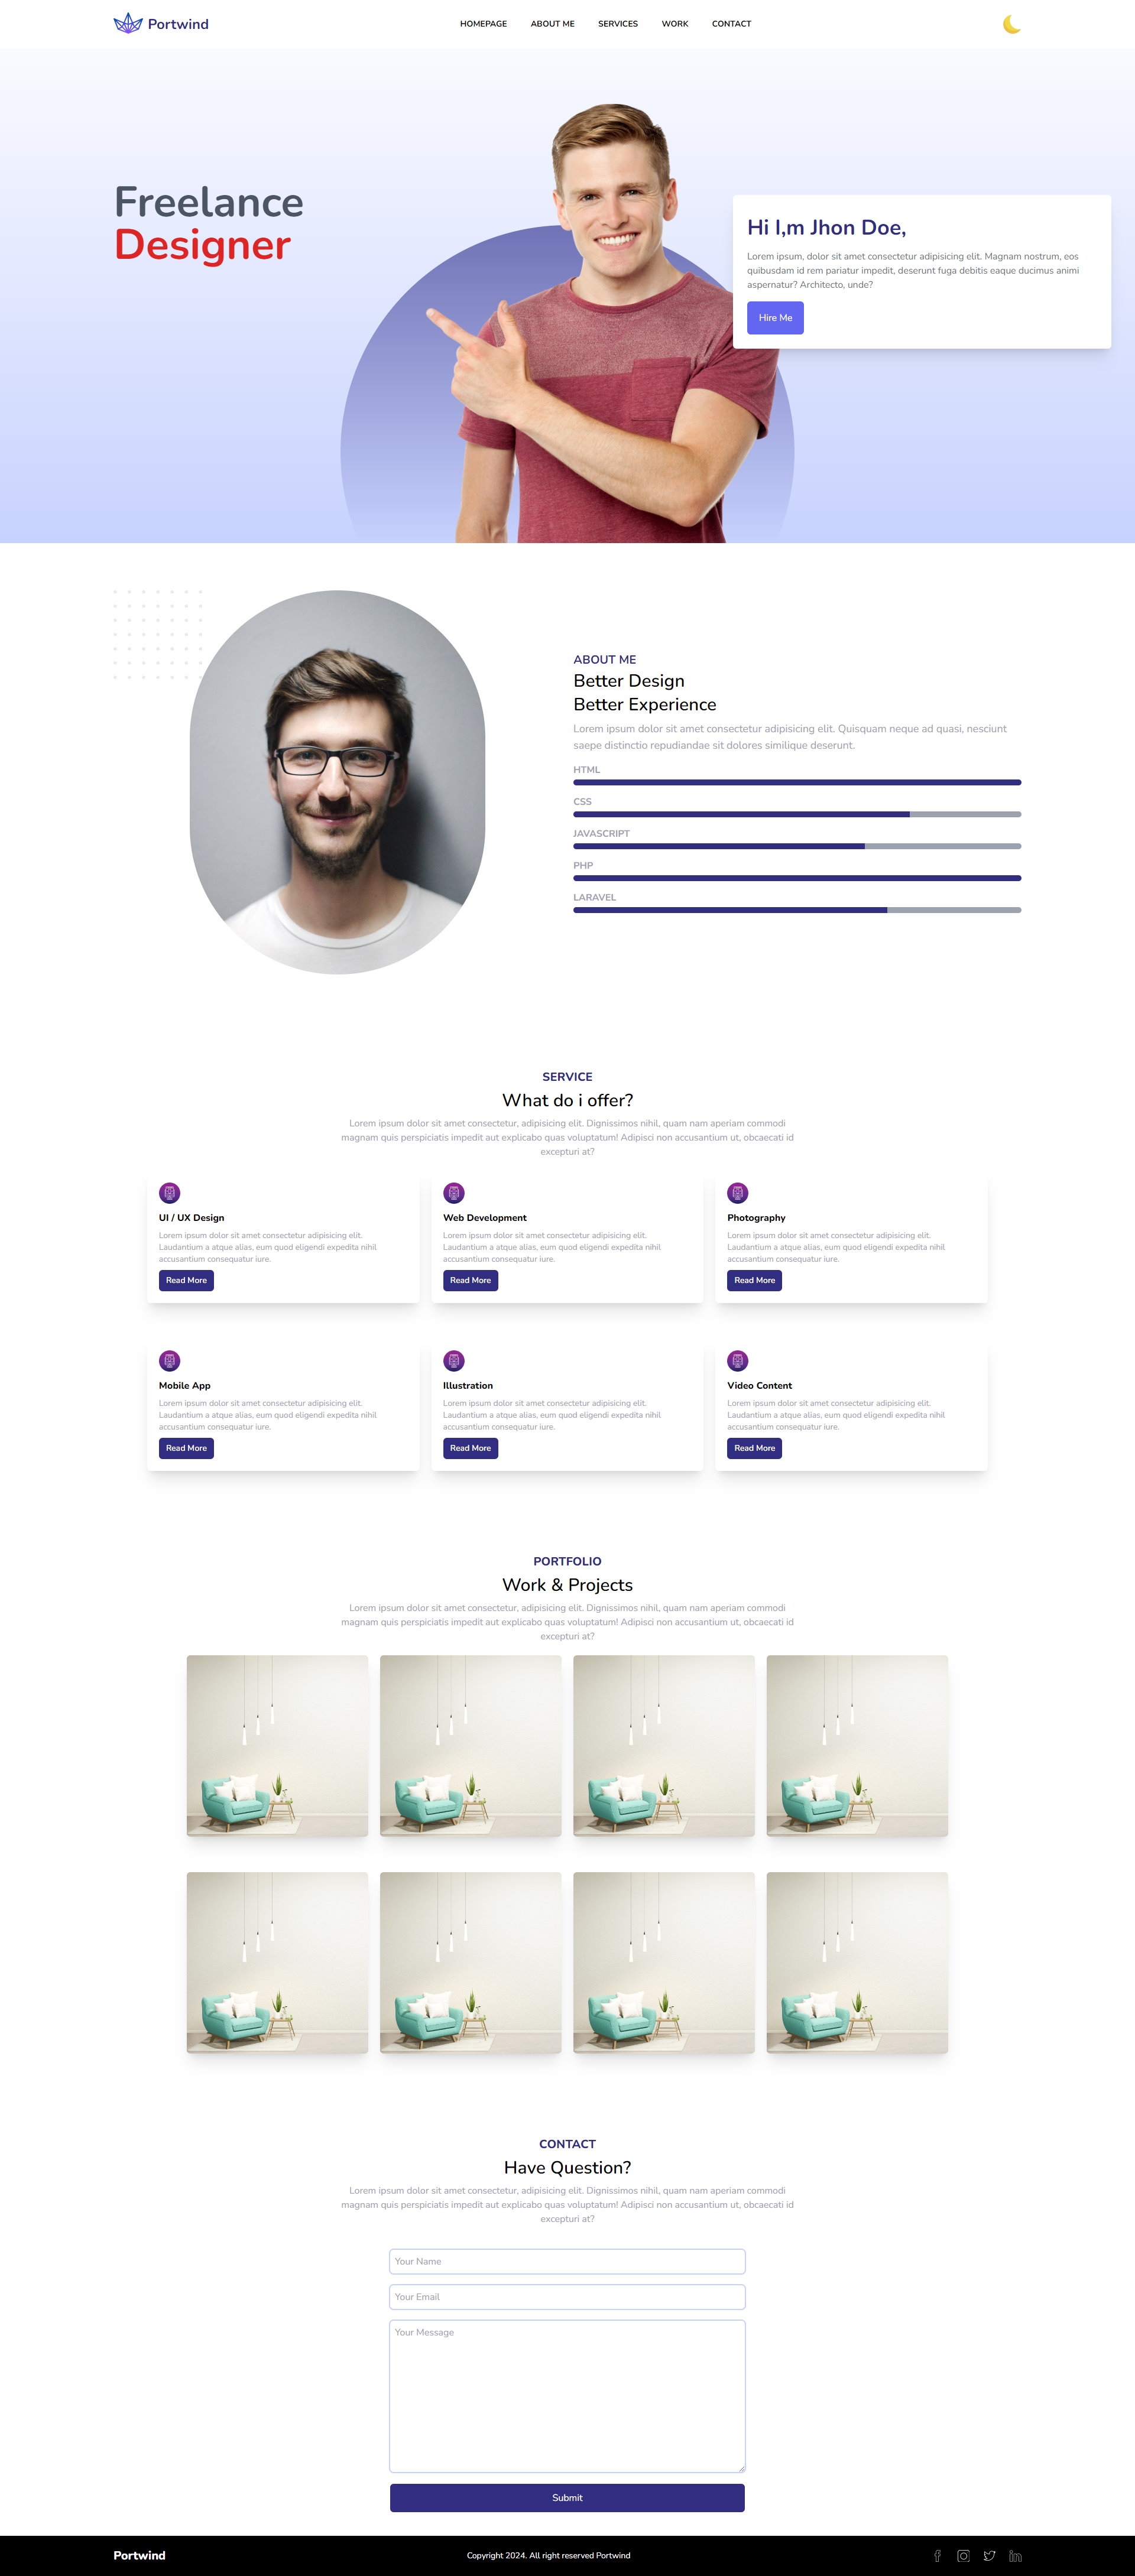 Portwind
HOMEPAGE
ABOUT ME
SERVICES
WORK
CONTACT
Freelance
Designer
Hi I,m Jhon Doe,
Lorem ipsum, dolor sit amet consectetur adipisicing elit. Magnam nostrum, eos
quibusdam id rem pariatur impedit, deserunt fuga debitis eaque ducimus animi
aspernatur? Architecto, unde?
Hire Me
ABOUT ME
Better Design
Better Experience
Lorem ipsum dolor sit amet consectetur adipisicing elit. Quisquam neque ad quasi, nesciunt
saepe distinctio repudiandae sit dolores similique deserunt.
HTML
CSS
JAVASCRIPT
PHP
LARAVEL
SERVICE
What do i offer?
Lorem ipsum dolor sit amet consectetur, adipisicing elit. Dignissimos nihil, quam nam aperiam commodi
magnam quis perspiciatis impedit aut explicabo quas voluptatum! Adipisci non accusantium ut, obcaecati id
excepturi at?
UI / UX Design
Lorem ipsum dolor sit amet consectetur adipisicing elit.
Laudantium a atque alias, eum quod eligendi expedita nihil
accusantium consequatur iure.
Read More
Web Development
Lorem ipsum dolor sit amet consectetur adipisicing elit.
Laudantium a atque alias, eum quod eligendi expedita nihil
accusantium consequatur iure.
Read More
Photography
Lorem ipsum dolor sit amet consectetur adipisicing elit.
Laudantium a atque alias, eum quod eligendi expedita nihil
accusantium consequatur iure.
Read More
Mobile App
Lorem ipsum dolor sit amet consectetur adipisicing elit.
Laudantium a atque alias, eum quod eligendi expedita nihil
accusantium consequatur iure.
Read More
Illustration
Lorem ipsum dolor sit amet consectetur adipisicing elit.
Laudantium a atque alias, eum quod eligendi expedita nihil
accusantium consequatur iure.
Read More
Video Content
Lorem ipsum dolor sit amet consectetur adipisicing elit.
Laudantium a atque alias, eum quod eligendi expedita nihil
accusantium consequatur iure.
Read More
PORTFOLIO
Work & Projects
Lorem ipsum dolor sit amet consectetur, adipisicing elit. Dignissimos nihil, quam nam aperiam commodi
magnam quis perspiciatis impedit aut explicabo quas voluptatum! Adipisci non accusantium ut, obcaecati id
excepturi at?
CONTACT
Have Question?
Lorem ipsum dolor sit amet consectetur, adipisicing elit. Dignissimos nihil, quam nam aperiam commodi
magnam quis perspiciatis impedit aut explicabo quas voluptatum! Adipisci non accusantium ut, obcaecati id
excepturi at?
Your Name
Your Email
Your Message
Submit
Portwind
Copyright 2024. All right reserved Portwind